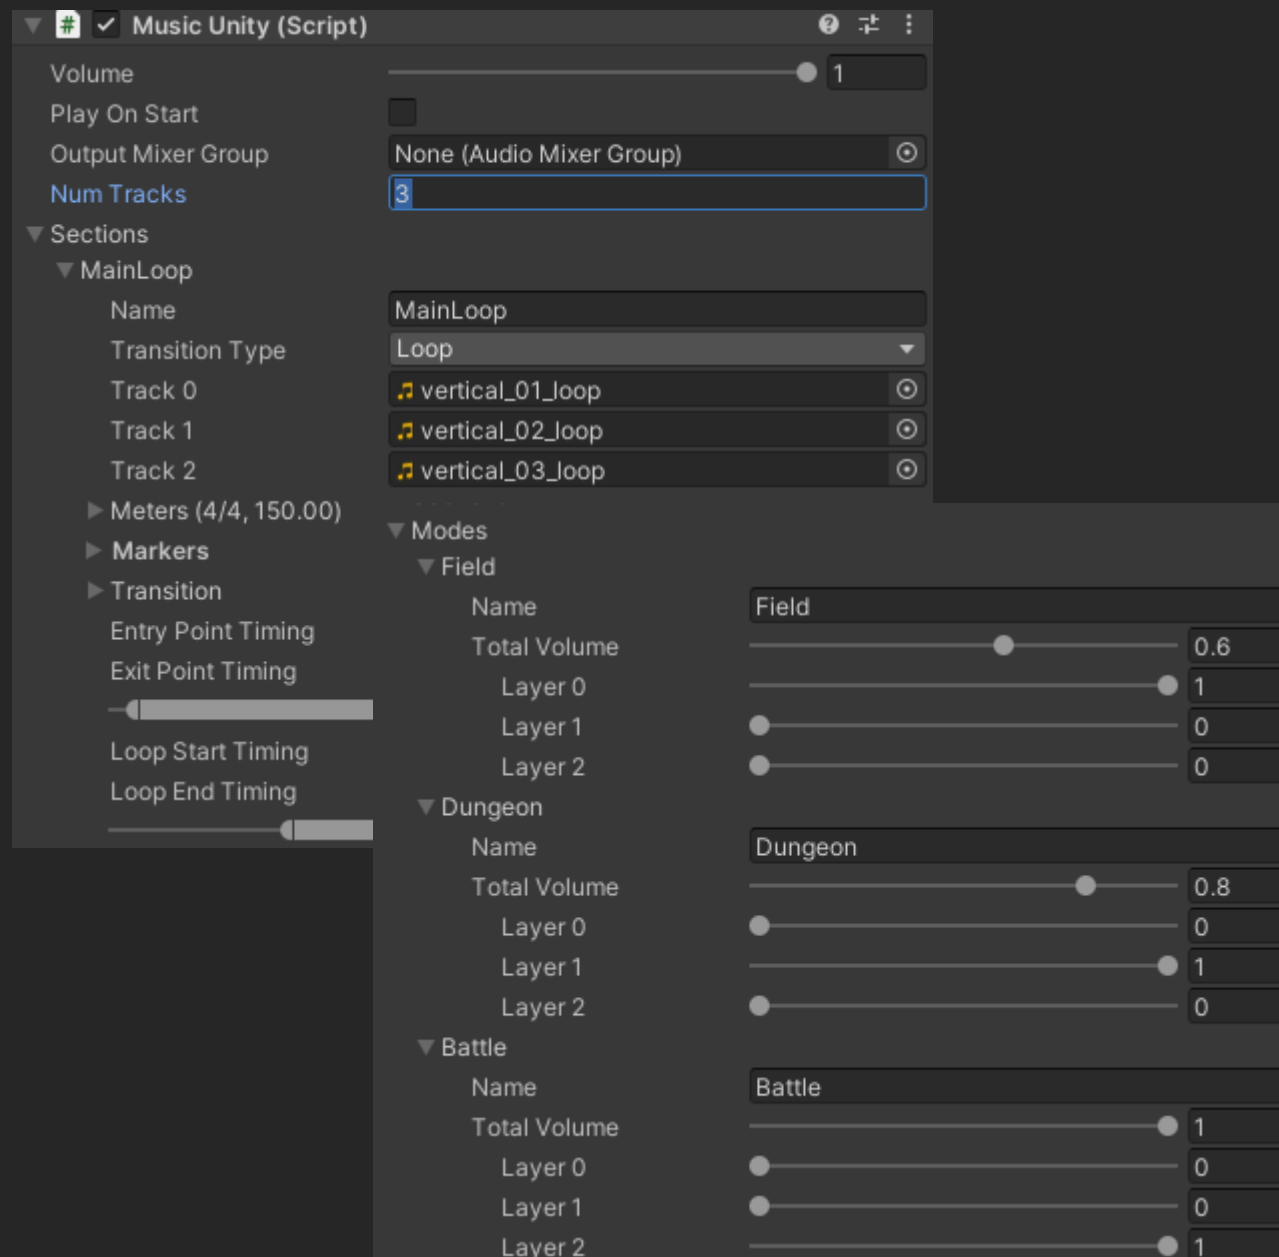 Music Unity (Script)
Volume 1
Play On Start
Output Mixer Group None (Audio Mixer Group)
Num Tracks 3
Sections
MainLoop
Name MainLoop
Transition Type Loop
Track 0 vertical_01_loop
Track 1 vertical_02_loop
Track 2 vertical_03_loop
Meters (4/4, 150.00)
Markers
Transition
Entry Point Timing
Exit Point Timing
Loop Start Timing
Loop End Timing
Modes
Field
Name Field
Total Volume 0.6
Layer 0 1
Layer 1 0
Layer 2 0
Dungeon
Name Dungeon
Total Volume 0.8
Layer 0 0
Layer 1 1
Layer 2 0
Battle
Name Battle
Total Volume 1
Layer 0 0
Layer 1 0
Layer 2 1